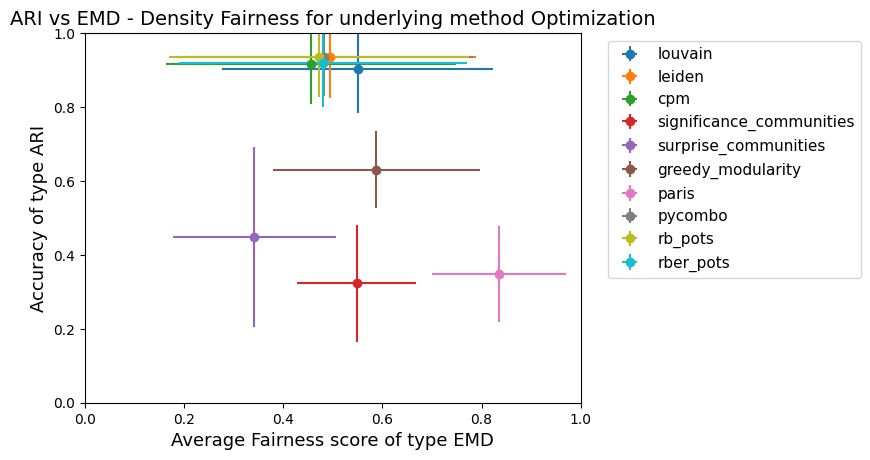 ARI vs EMD - Density Fairness for underlying method Optimization
1.0
0.8
0.6
0.4
0.2
0.0
Accuracy of type ARI
0.0 0.2 0.4 0.6 0.8 1.0
Average Fairness score of type EMD
louvain
leiden
cpm
significance_communities
surprise_communities
greedy_modularity
paris
pycombo
rb_pots
rber_pots